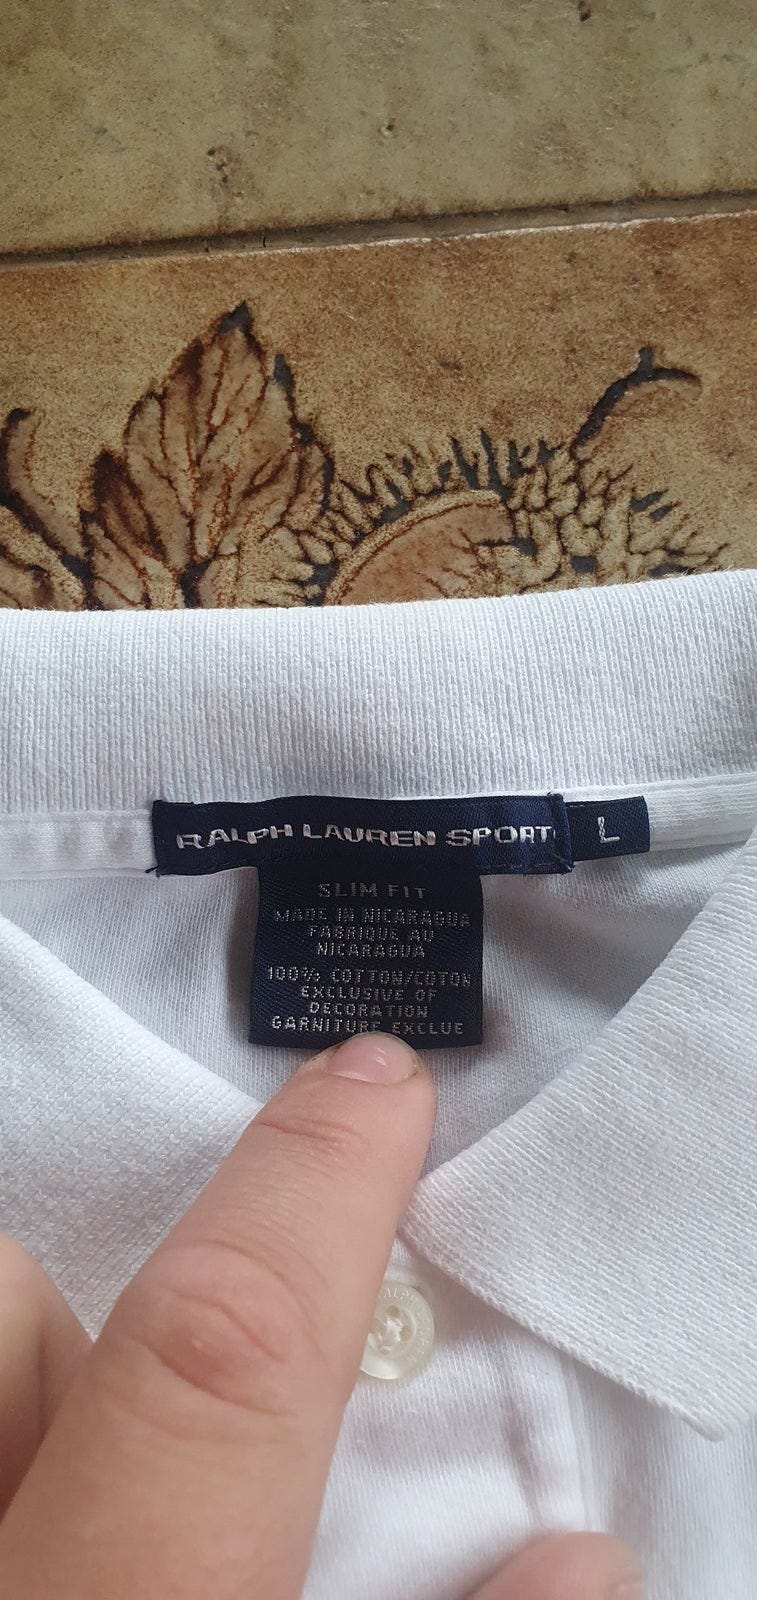 RALPH LAUREN SPORT
L
SLIM FIT
MADE IN NICARAGUA
FABRIQUE AU
NICARAGUA
100% COTTON/COTON
EXCLUSIVE OF
DECORATION
GARNITURE EXCLUE
RALPH